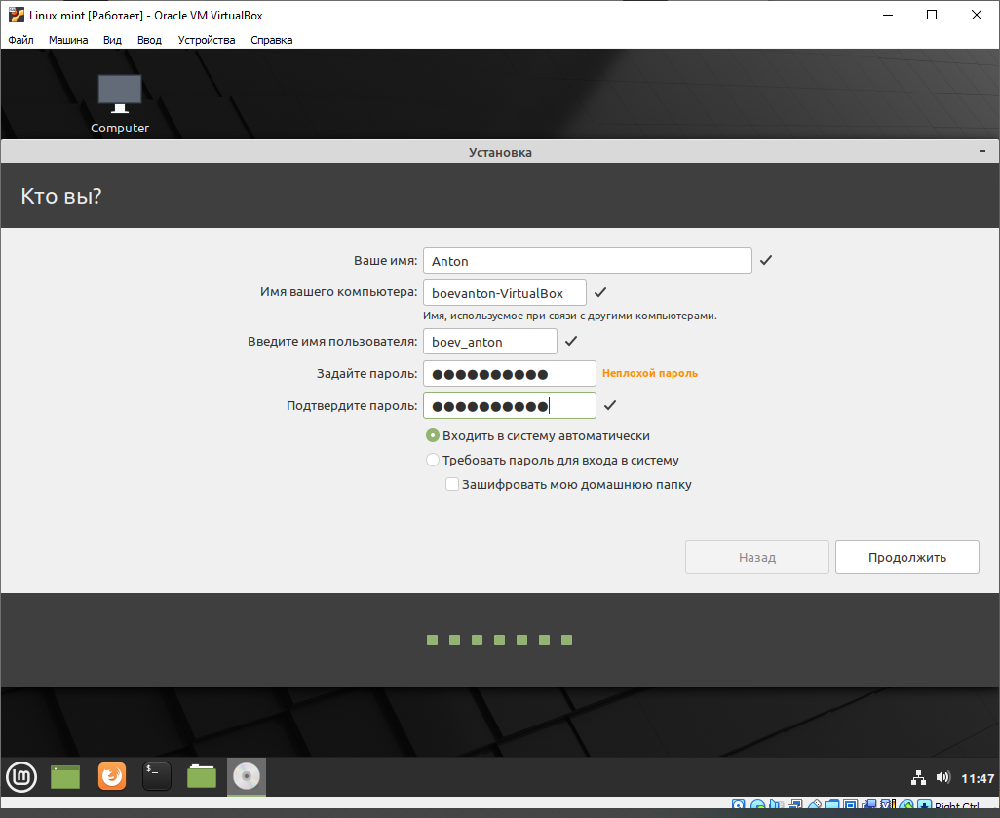 Linux mint [Работает] - Oracle VM VirtualBox
Файл Машина Вид Ввод Устройства Справка
Computer
Установка
Кто вы?
Ваше имя: Anton
Имя вашего компьютера: boevanton-VirtualBox
Имя, используемое при связи с другими компьютерами.
Введите имя пользователя: boev_anton
Задайте пароль: ●●●●●●●●●● Неплохой пароль
Подтвердите пароль: ●●●●●●●●●●
Входить в систему автоматически
Требовать пароль для входа в систему
Зашифровать мою домашнюю папку
Назад Продолжить
11:47
Right Ctrl